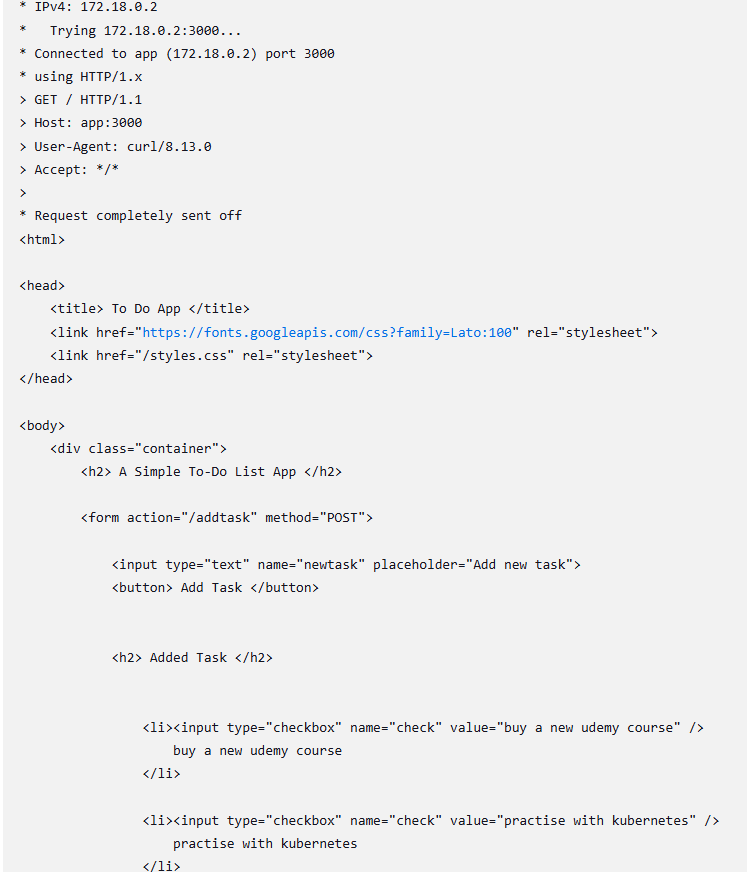 * IPv4: 172.18.0.2
*   Trying 172.18.0.2:3000...
* Connected to app (172.18.0.2) port 3000
* using HTTP/1.x
> GET / HTTP/1.1
> Host: app:3000
> User-Agent: curl/8.13.0
> Accept: */*
>
* Request completely sent off
<html>

<head>
    <title> To Do App </title>
    <link href="https://fonts.googleapis.com/css?family=Lato:100" rel="stylesheet">
    <link href="/styles.css" rel="stylesheet">
</head>

<body>
    <div class="container">
        <h2> A Simple To-Do List App </h2>

        <form action="/addtask" method="POST">

            <input type="text" name="newtask" placeholder="Add new task">
            <button> Add Task </button>


            <h2> Added Task </h2>


                <li><input type="checkbox" name="check" value="buy a new udemy course" />
                    buy a new udemy course
                </li>

                <li><input type="checkbox" name="check" value="practise with kubernetes" />
                    practise with kubernetes
                </li>